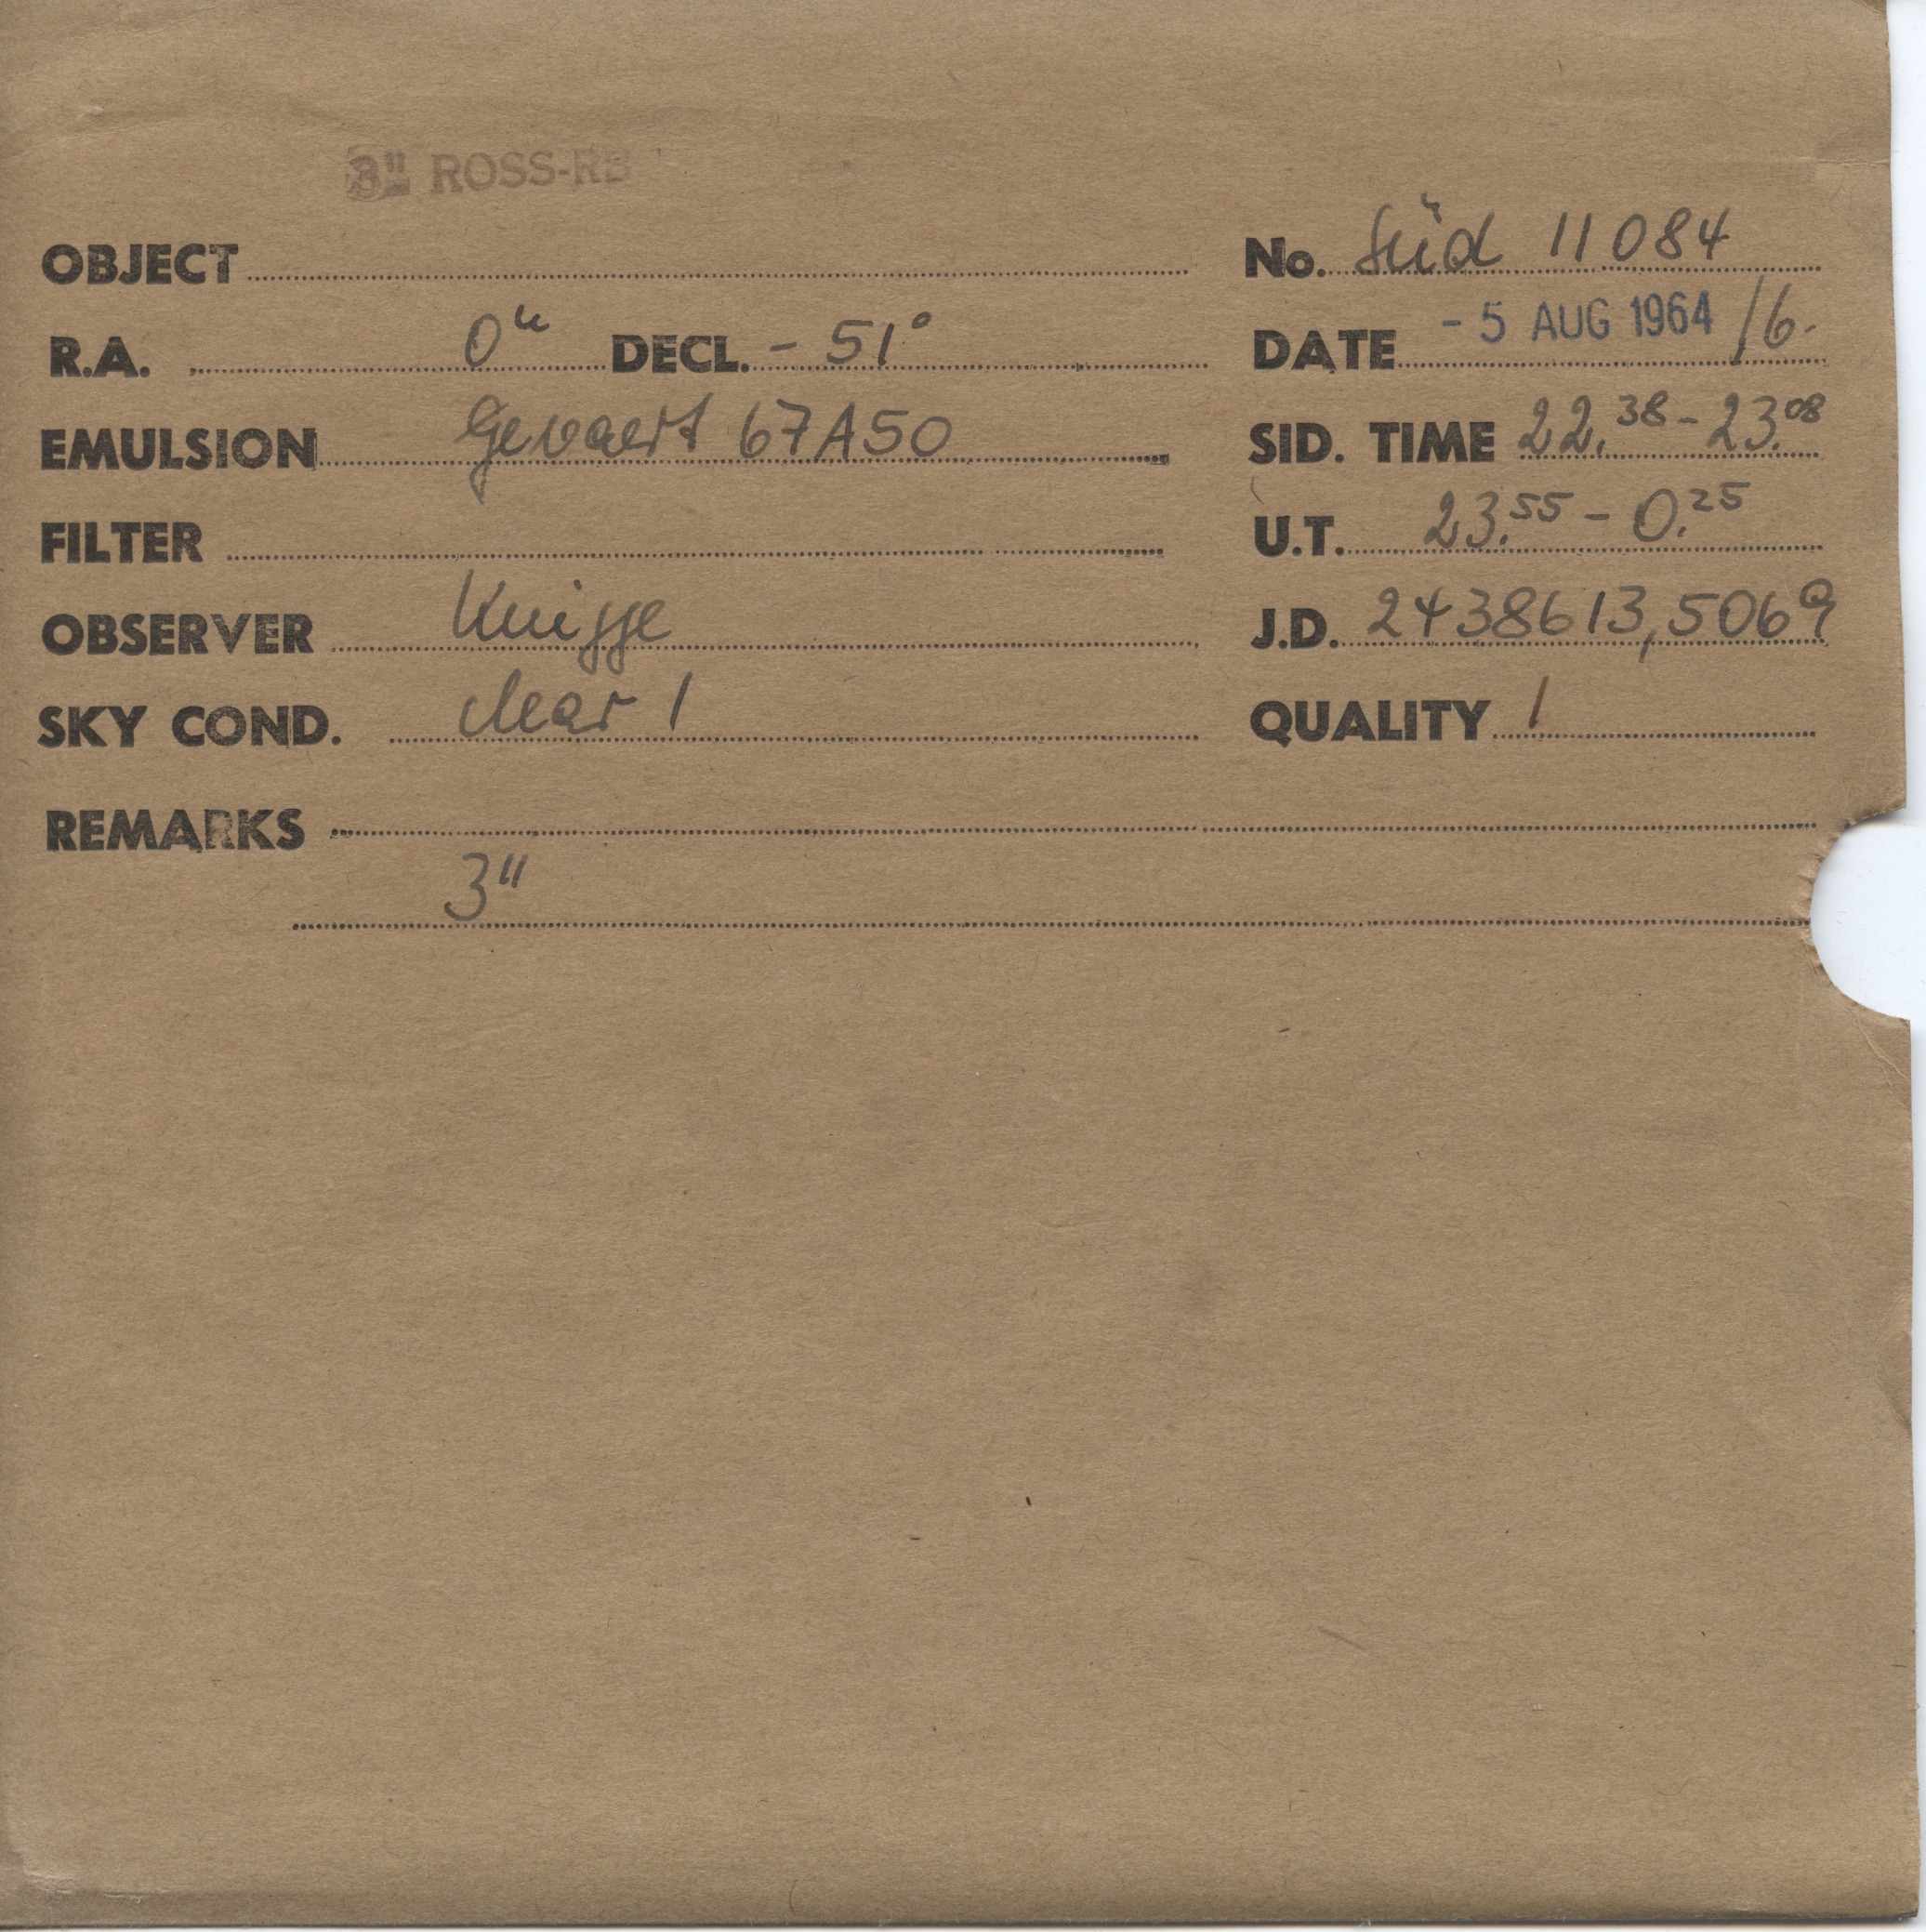 3" ROSS-RB
OBJECT
No. Süd 11084
R.A. 0h DECL. - 51°
DATE - 5 AUG 1964 /6.
EMULSION Gevaert 67A50
SID. TIME 22.38 - 23.08
FILTER
U.T. 23.55 - 0.25
OBSERVER Knigge
J.D. 2438613,5069
SKY COND. clear 1
QUALITY 1
REMARKS
3"